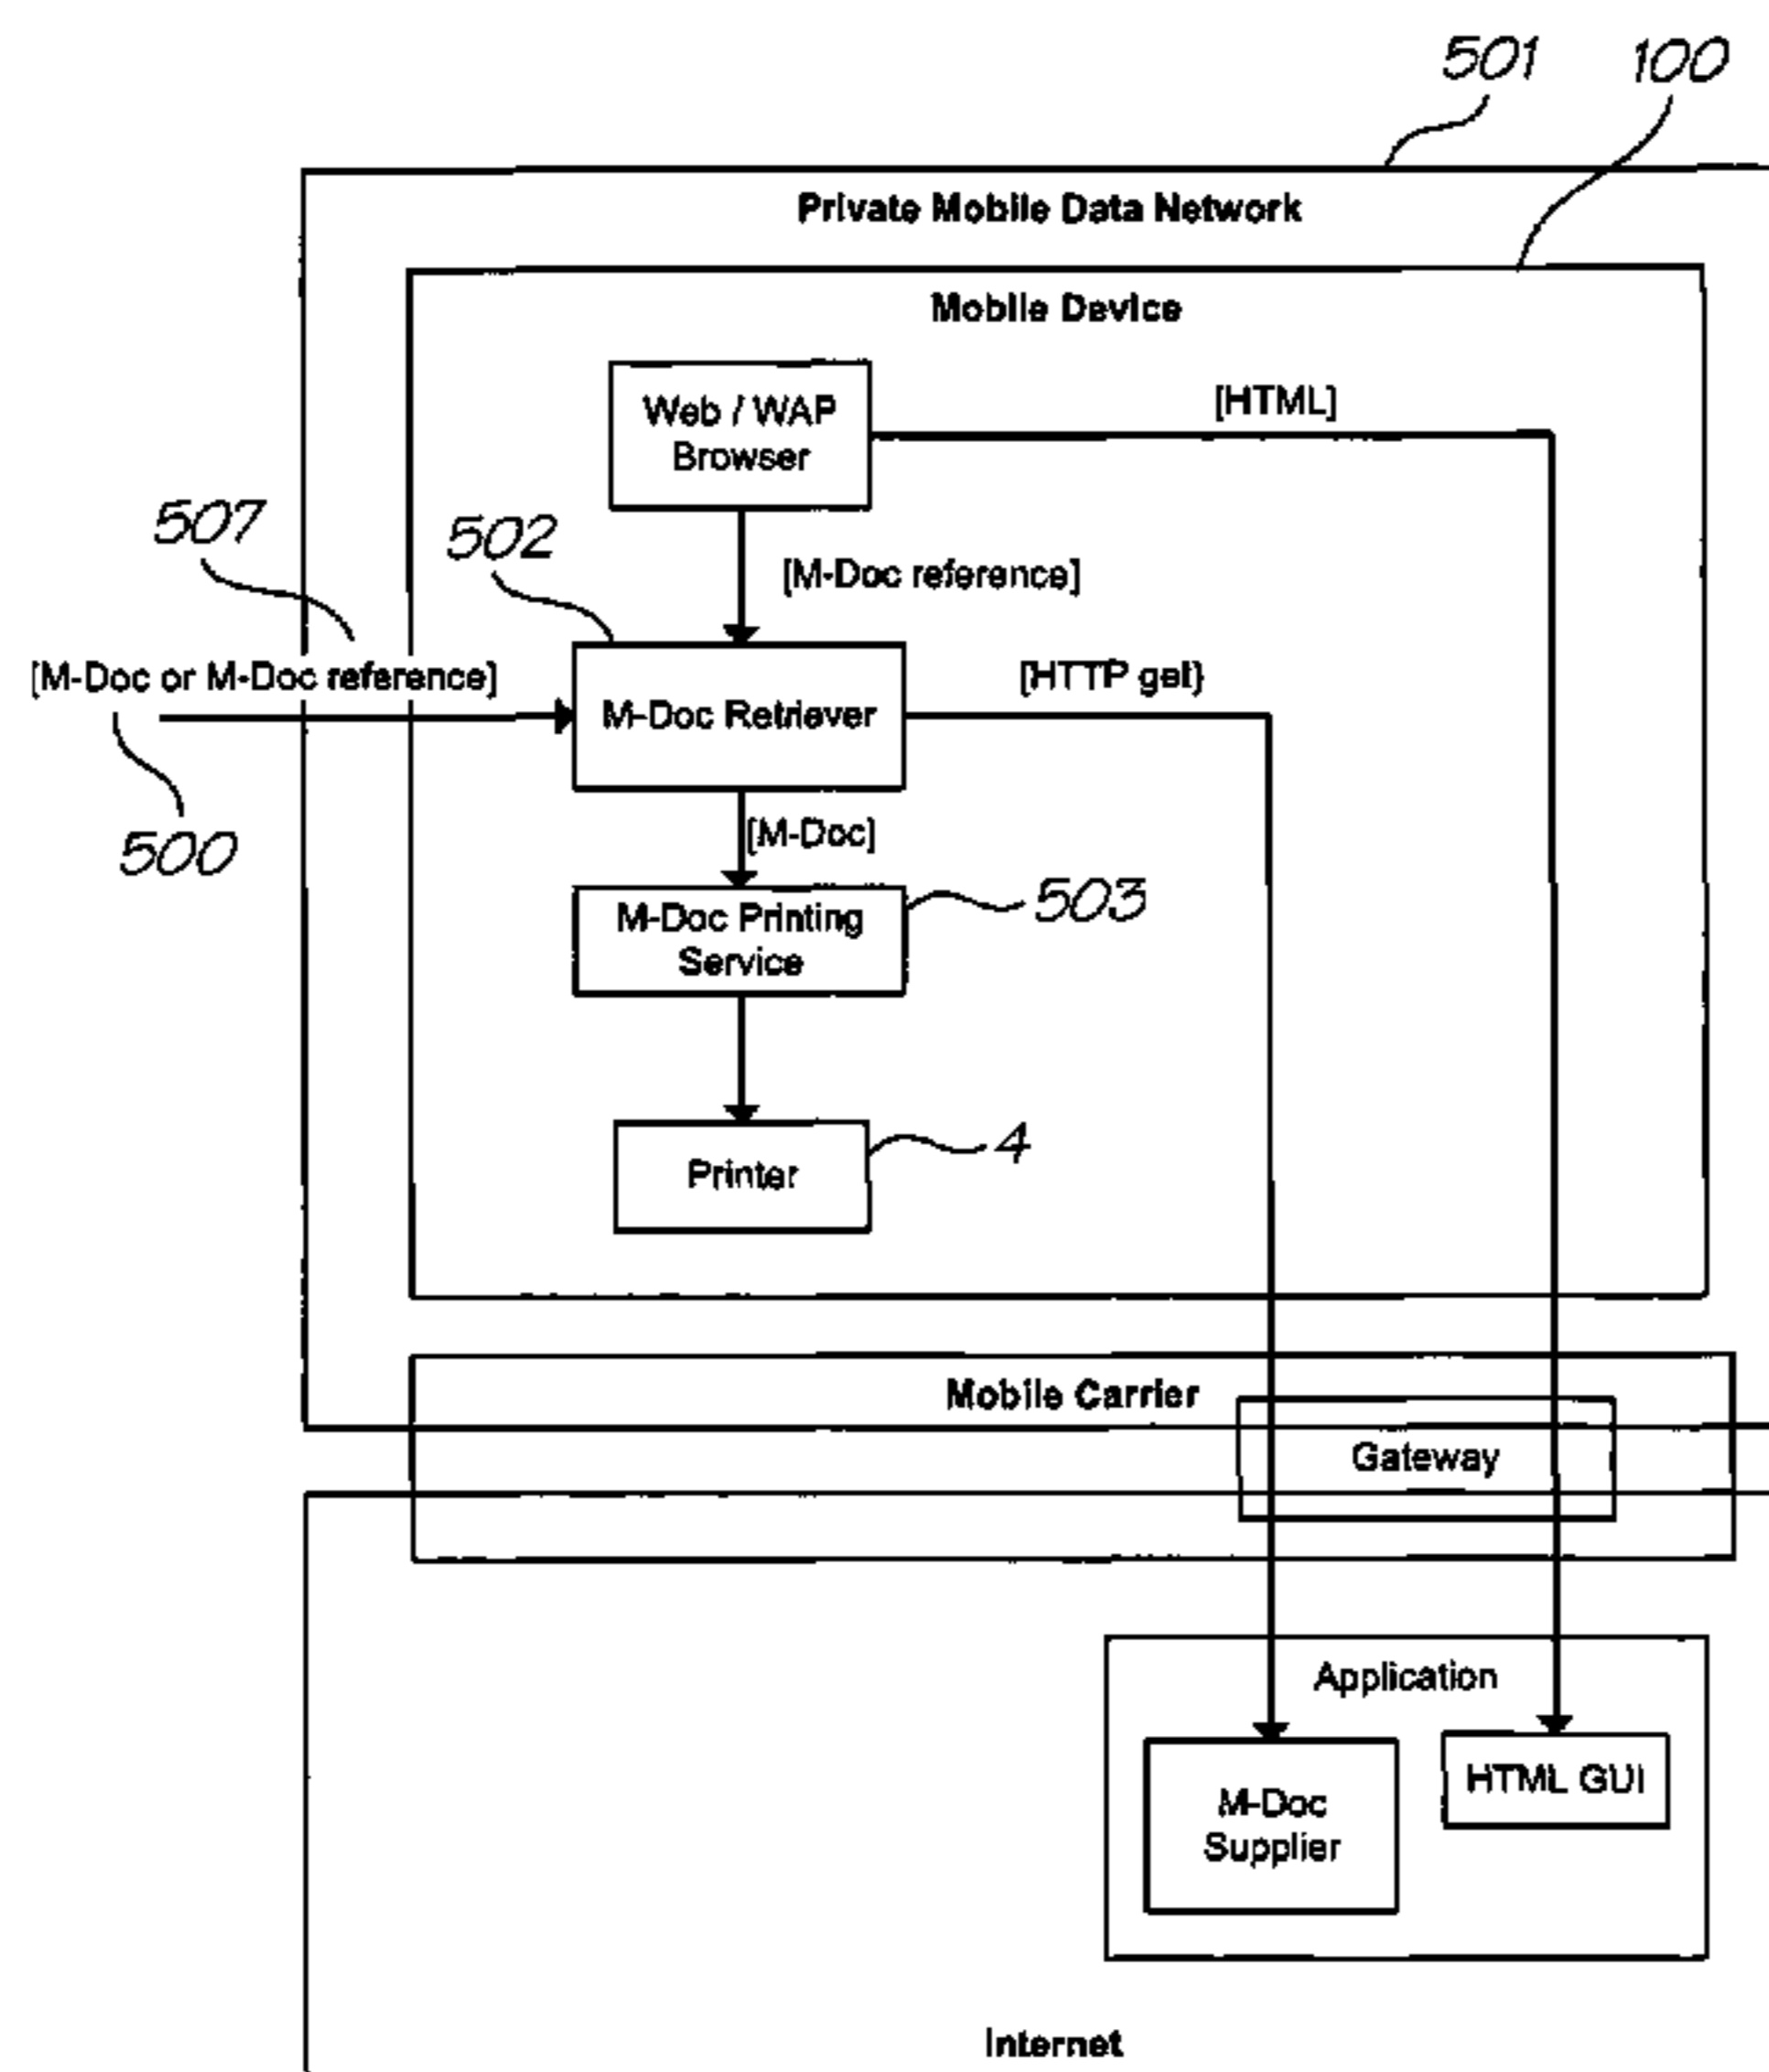 501
100
Private Mobile Data Network
Mobile Device
Web / WAP
Browser
[HTML]
507
502
[M-Doc reference]
[M-Doc or M-Doc reference]
M-Doc Retriever
[HTTP get}
500
[M-Doc]
M-Doc Printing
Service
503
Printer
4
Mobile Carrier
Gateway
Application
M-Doc
Supplier
HTML GUI
Internet